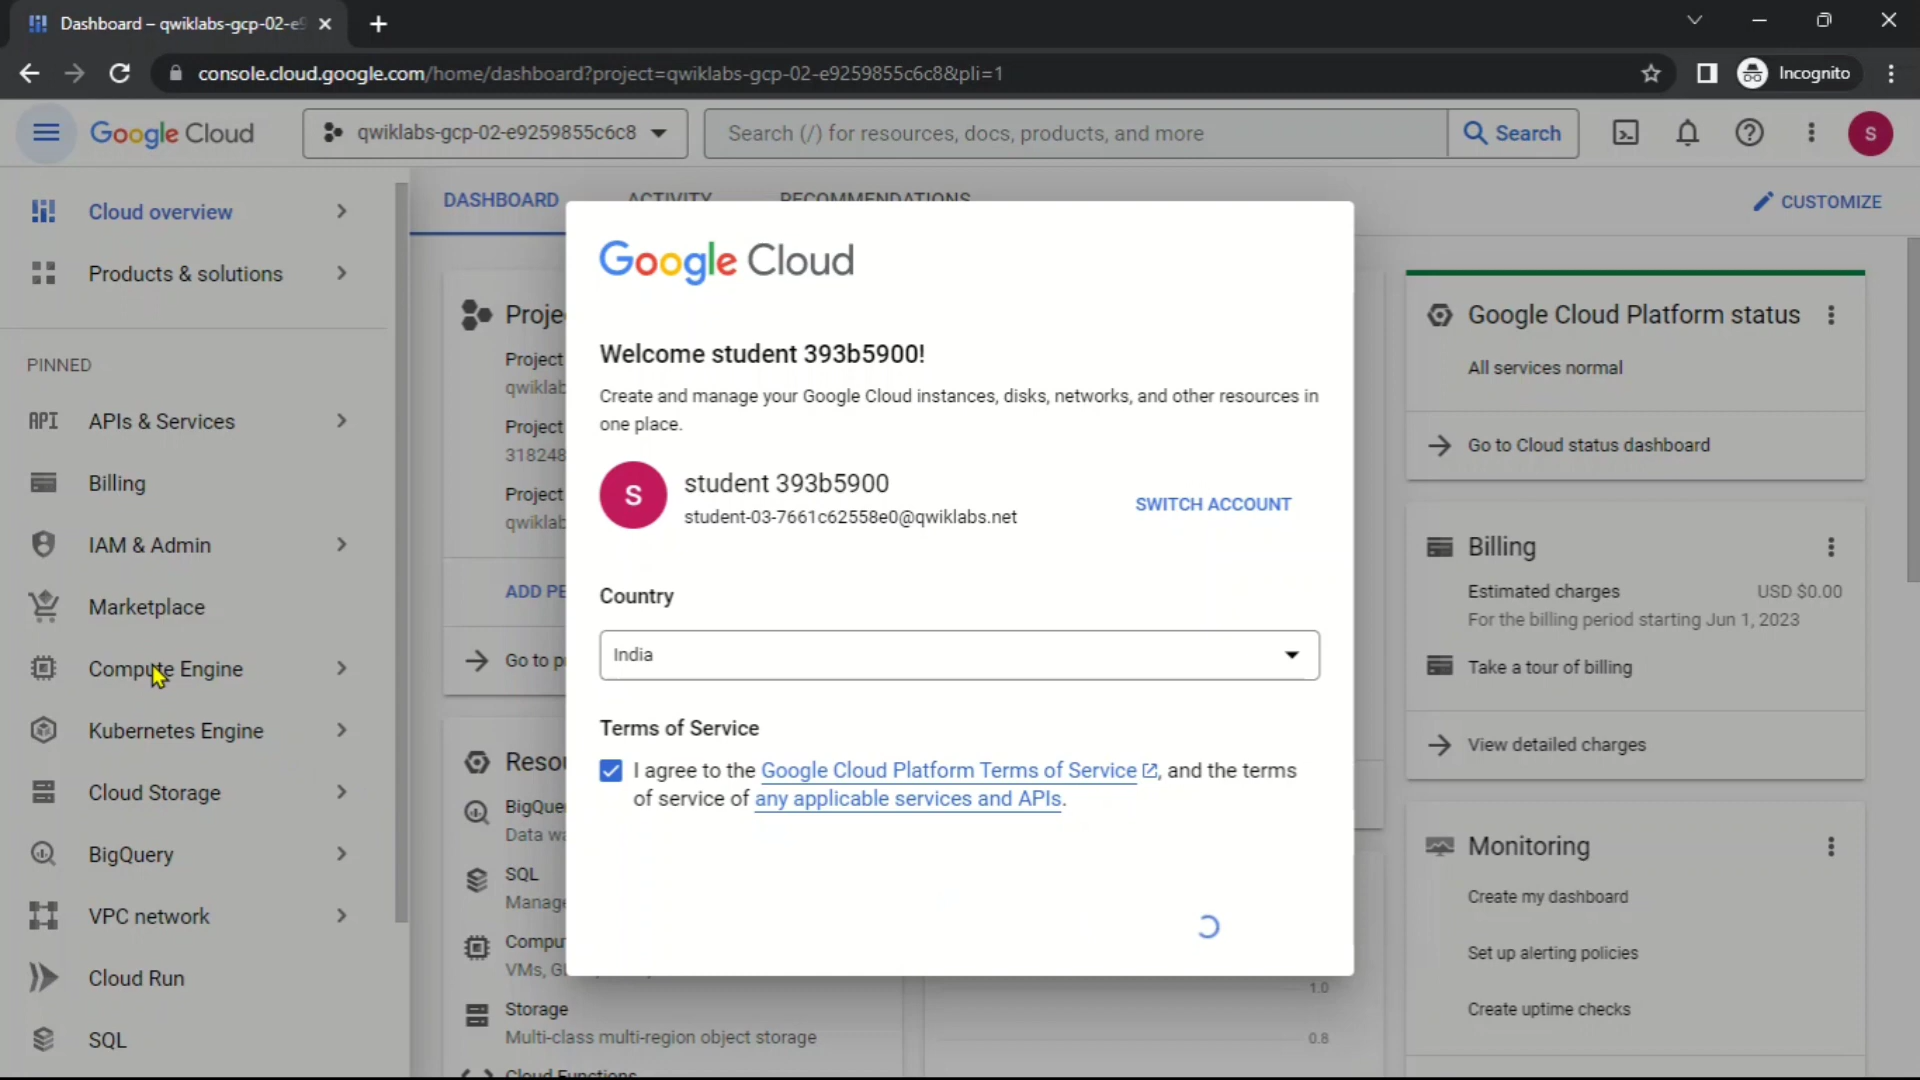 Dashboard – qwiklabs-gcp-02-e9
console.cloud.google.com/home/dashboard?project=qwiklabs-gcp-02-e9259855c6c8&pli=1
Incognito
Google Cloud
qwiklabs-gcp-02-e9259855c6c8
Search (/) for resources, docs, products, and more
Search
S
Cloud overview
Products & solutions
PINNED
API APIs & Services
Billing
IAM & Admin
Marketplace
Compute Engine
Kubernetes Engine
Cloud Storage
BigQuery
VPC network
Cloud Run
SQL
DASHBOARD
ACTIVITY
RECOMMENDATIONS
CUSTOMIZE
Proje
Project
qwiklab
Project
318248
Project
qwiklab
ADD PE
Go to p
Reso
BigQue
Data wa
SQL
Manage
Compu
VMs, G
Storage
Multi-class multi-region object storage
Cloud Functions
1.0
0.8
Google Cloud
Welcome student 393b5900!
Create and manage your Google Cloud instances, disks, networks, and other resources in
one place.
S
student 393b5900
student-03-7661c62558e0@qwiklabs.net
SWITCH ACCOUNT
Country
India
Terms of Service
I agree to the Google Cloud Platform Terms of Service, and the terms
of service of any applicable services and APIs.
Google Cloud Platform status
All services normal
Go to Cloud status dashboard
Billing
Estimated charges USD $0.00
For the billing period starting Jun 1, 2023
Take a tour of billing
View detailed charges
Monitoring
Create my dashboard
Set up alerting policies
Create uptime checks